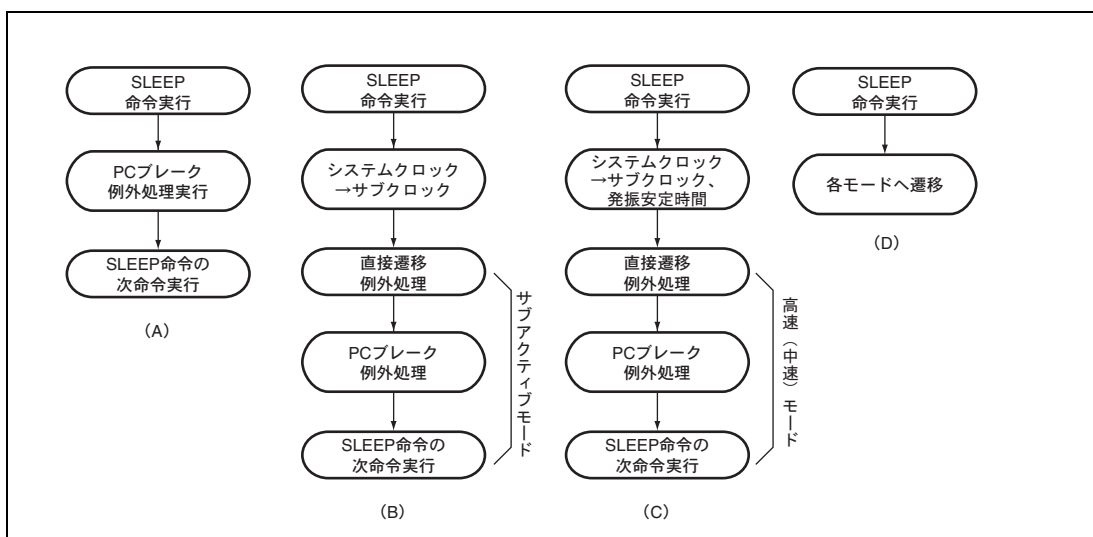 SLEEP
命令実行
PCブレーク
例外処理実行
SLEEP命令の
次命令実行
(A)
SLEEP
命令実行
システムクロック
→サブクロック
直接遷移
例外処理
PCブレーク
例外処理
SLEEP命令の
次命令実行
サブアクティブモード
(B)
SLEEP
命令実行
システムクロック
→サブクロック、
発振安定時間
直接遷移
例外処理
PCブレーク
例外処理
SLEEP命令の
次命令実行
高速（中速）モード
(C)
SLEEP
命令実行
各モードへ遷移
(D)